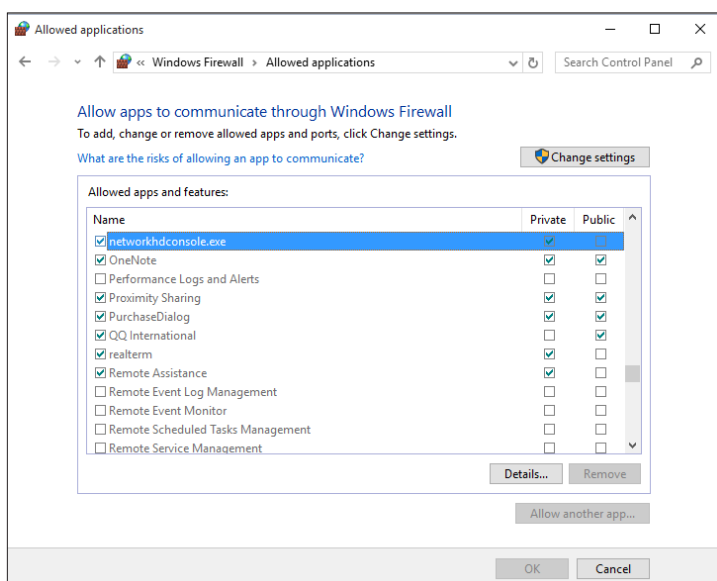 Allowed applications
« Windows Firewall > Allowed applications
Search Control Panel
Allow apps to communicate through Windows Firewall
To add, change or remove allowed apps and ports, click Change settings.
What are the risks of allowing an app to communicate?
Change settings
Allowed apps and features:
Name Private Public
networkhdconsole.exe
OneNote
Performance Logs and Alerts
Proximity Sharing
PurchaseDialog
QQ International
realterm
Remote Assistance
Remote Event Log Management
Remote Event Monitor
Remote Scheduled Tasks Management
Remote Service Management
Details... Remove
Allow another app...
OK Cancel